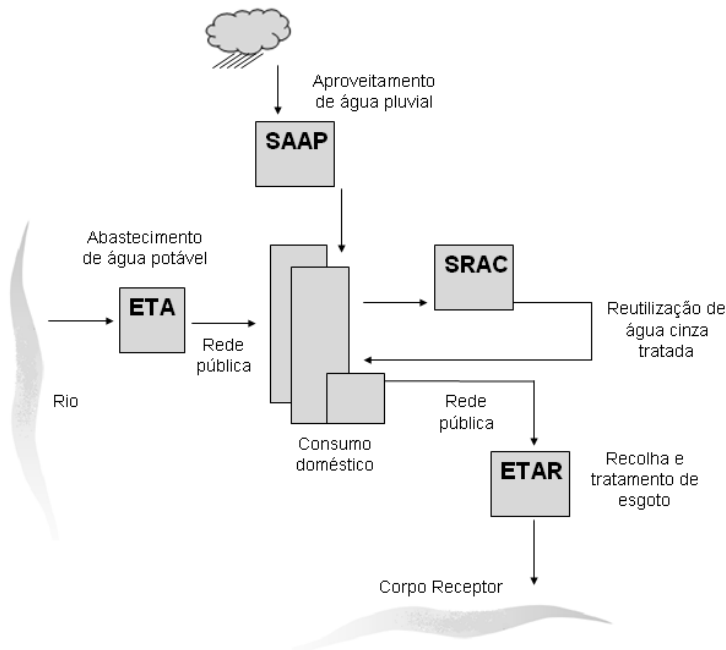 Aproveitamento
de água pluvial
SAAP
Abastecimento
de água potável
ETA
Rede
pública
Rio
SRAC
Reutilização de
água cinza
tratada
Consumo
doméstico
Rede
pública
ETAR
Recolha e
tratamento de
esgoto
Corpo Receptor